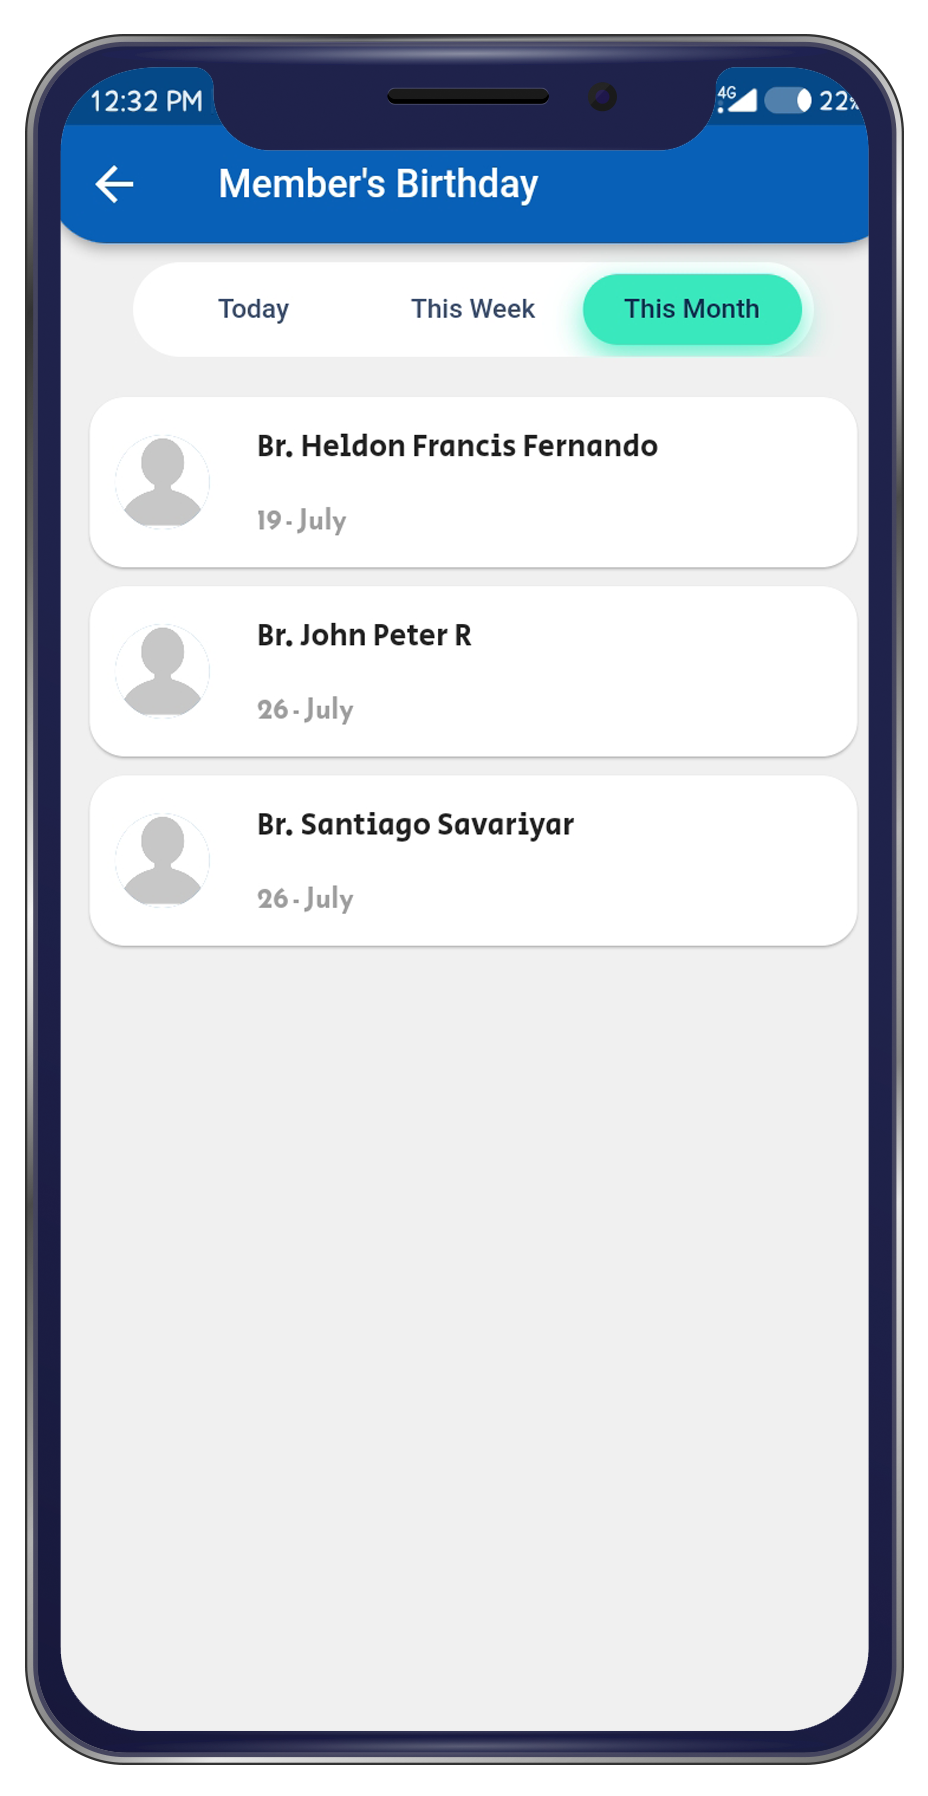 12:32 PM
4G
22%
Member's Birthday
Today
This Week
This Month
Br. Heldon Francis Fernando
19 - July
Br. John Peter R
26 - July
Br. Santiago Savariyar
26 - July